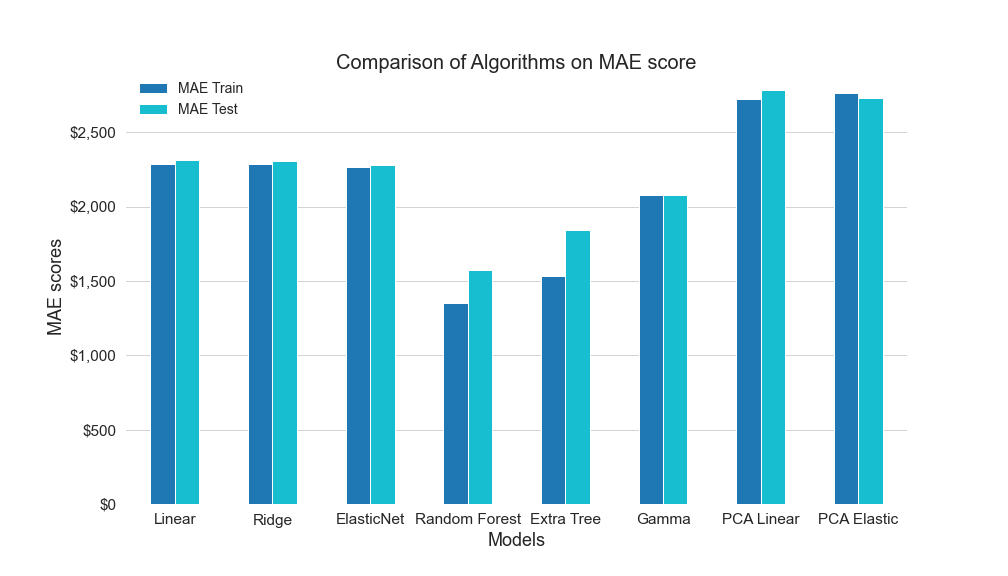 Comparison of Algorithms on MAE score
MAE Train
MAE Test
MAE scores
$2,500
$2,000
$1,500
$1,000
$500
$0
Linear Ridge ElasticNet Random Forest Extra Tree Gamma PCA Linear PCA Elastic
Models